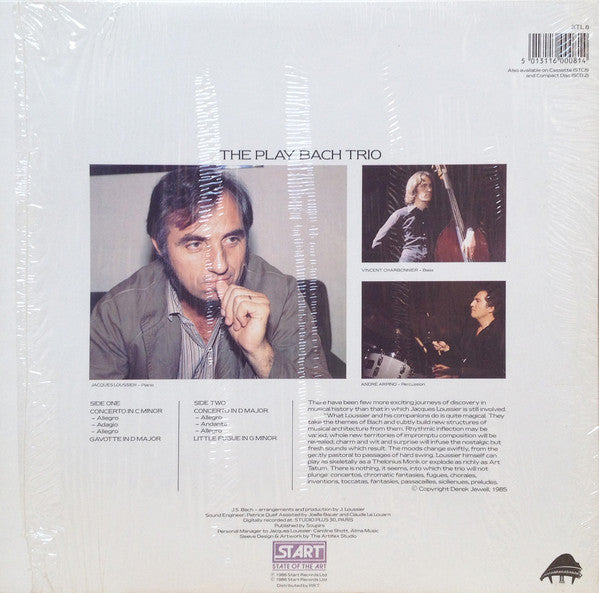 STL 8
5 013116 000814
Also available on Cassette (STC8)
and Compact Disc (SCD2)
THE PLAY BACH TRIO
VINCENT CHARBONNIER – Bass
JACQUES LOUSSIER – Piano
ANDRÉ ARPINO – Percussion
SIDE ONE
CONCERTO IN C MINOR
– Allegro
– Adagio
– Allegro
GAVOTTE IN D MAJOR
SIDE TWO
CONCERTO IN D MAJOR
– Allegro
– Andante
– Allegro
LITTLE FUGUE IN G MINOR
There have been few more exciting journeys of discovery in
musical history than that in which Jacques Loussier is still involved.
"What Loussier and his companions do is quite magical. They
take the themes of Bach and subtly build new structures of
musical architecture from them. Rhythmic inflection may be
varied, whole new territories of impromptu composition will be
revealed, charm and wit and surprise will infuse the nostalgic but
fresh sounds which result. The moods change swiftly, from the
gently pastoral to passages of hard swing. Loussier himself can
play as skeletally as a Thelonius Monk or explode as richly as Art
Tatum. There is nothing, it seems, into which the trio will not
plunge: concertos, chromatic fantasias, fugues, chorales,
inventions, toccatas, fantasias, passacailles, siciliennes, preludes.
© Copyright Derek Jewell, 1985
J.S. Bach – arrangements and production by J. Loussier
Sound Engineer: Patrice Quef Assisted by Joelle Bauer and Claude Le Louarn
Digitally recorded at: STUDIO PLUS 30, PARIS
Published by Soupirs
Personal Manager to Jacques Loussier: Caroline Shott, Alma Music
Sleeve Design & Artwork by The Artifex Studio
START
STATE OF THE ART
℗ 1986 Start Records Ltd
© 1986 Start Records Ltd
Distributed by P.R.T.